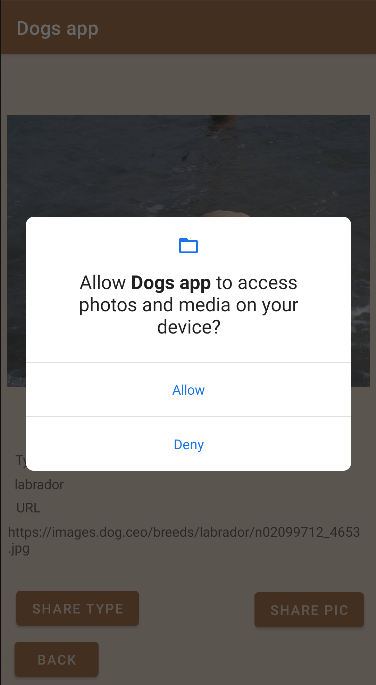 Dogs app
Allow Dogs app to access
photos and media on your
device?
Allow
Deny
labrador
URL
https://images.dog.ceo/breeds/labrador/n02099712_4653
.jpg
SHARE TYPE
SHARE PIC
BACK